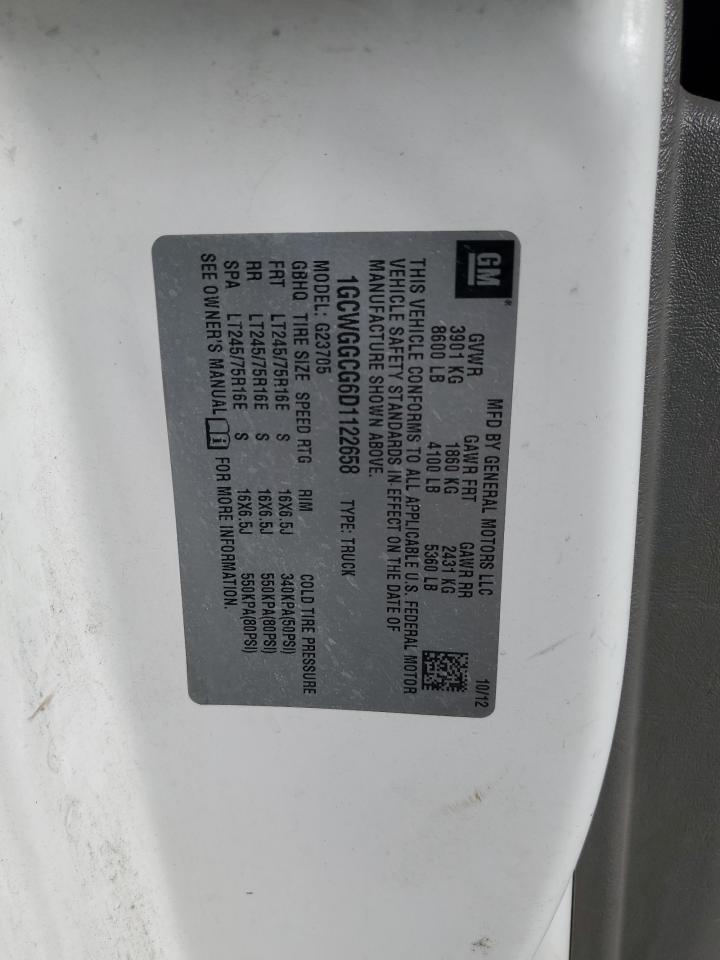 GM®
MFD BY GENERAL MOTORS LLC
10/12
GVWR GAWR FRT GAWR RR
3901 KG 1860 KG 2431 KG
8600 LB 4100 LB 5360 LB
THIS VEHICLE CONFORMS TO ALL APPLICABLE U.S. FEDERAL MOTOR
VEHICLE SAFETY STANDARDS IN EFFECT ON THE DATE OF
MANUFACTURE SHOWN ABOVE.
1GCWGGCG6D1122658 TYPE: TRUCK
MODEL: G23705
GBHQ TIRE SIZE SPEED RTG RIM COLD TIRE PRESSURE
FRT LT245/75R16E S 16X6.5J 340KPA(50PSI)
RR LT245/75R16E S 16X6.5J 550KPA(80PSI)
SPA LT245/75R16E S 16X6.5J 550KPA(80PSI)
SEE OWNER'S MANUAL i FOR MORE INFORMATION.